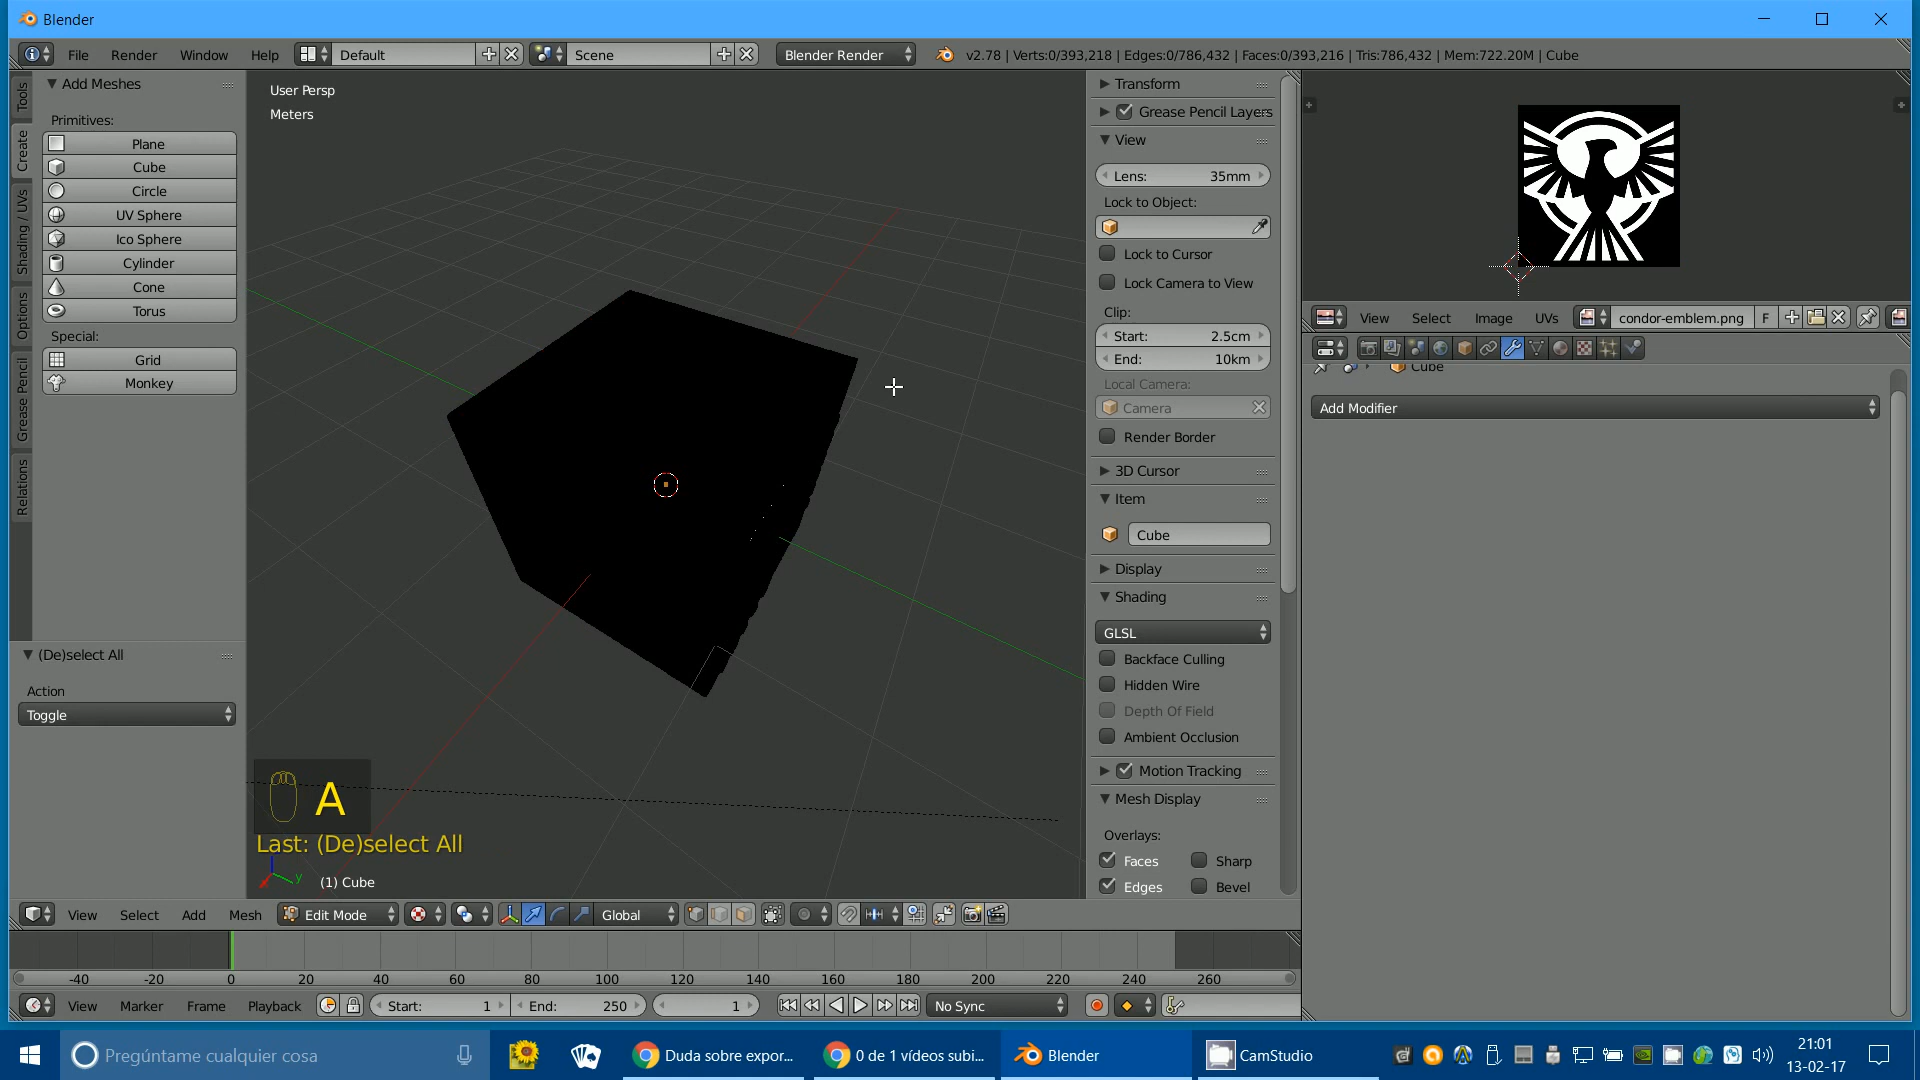 Blender
File Render Window Help Default Scene Blender Render v2.78 | Verts:0/393,218 | Edges:0/786,432 | Faces:0/393,216 | Tris:786,432 | Mem:722.20M | Cube
Tools
Create
Shading / UVs
Options
Grease Pencil
Relations
Add Meshes
Primitives:
Plane
Cube
Circle
UV Sphere
Ico Sphere
Cylinder
Cone
Torus
Special:
Grid
Monkey
(De)select All
Action
Toggle
User Persp
Meters
A
Last: (De)select All
y
(1) Cube
Transform
Grease Pencil Layers
View
Lens: 35mm
Lock to Object:
Lock to Cursor
Lock Camera to View
Clip:
Start: 2.5cm
End: 10km
Local Camera:
Camera
Render Border
3D Cursor
Item
Cube
Display
Shading
GLSL
Backface Culling
Hidden Wire
Depth Of Field
Ambient Occlusion
Motion Tracking
Mesh Display
Overlays:
Faces Sharp
Edges Bevel
View Select Image UVs condor-emblem.png F
Cube
Add Modifier
View Select Add Mesh Edit Mode Global
-40 -20 0 20 40 60 80 100 120 140 160 180 200 220 240 260
View Marker Frame Playback Start: 1 End: 250 1 No Sync
Pregúntame cualquier cosa
Duda sobre expor...
0 de 1 vídeos subi...
Blender
CamStudio
21:01
13-02-17